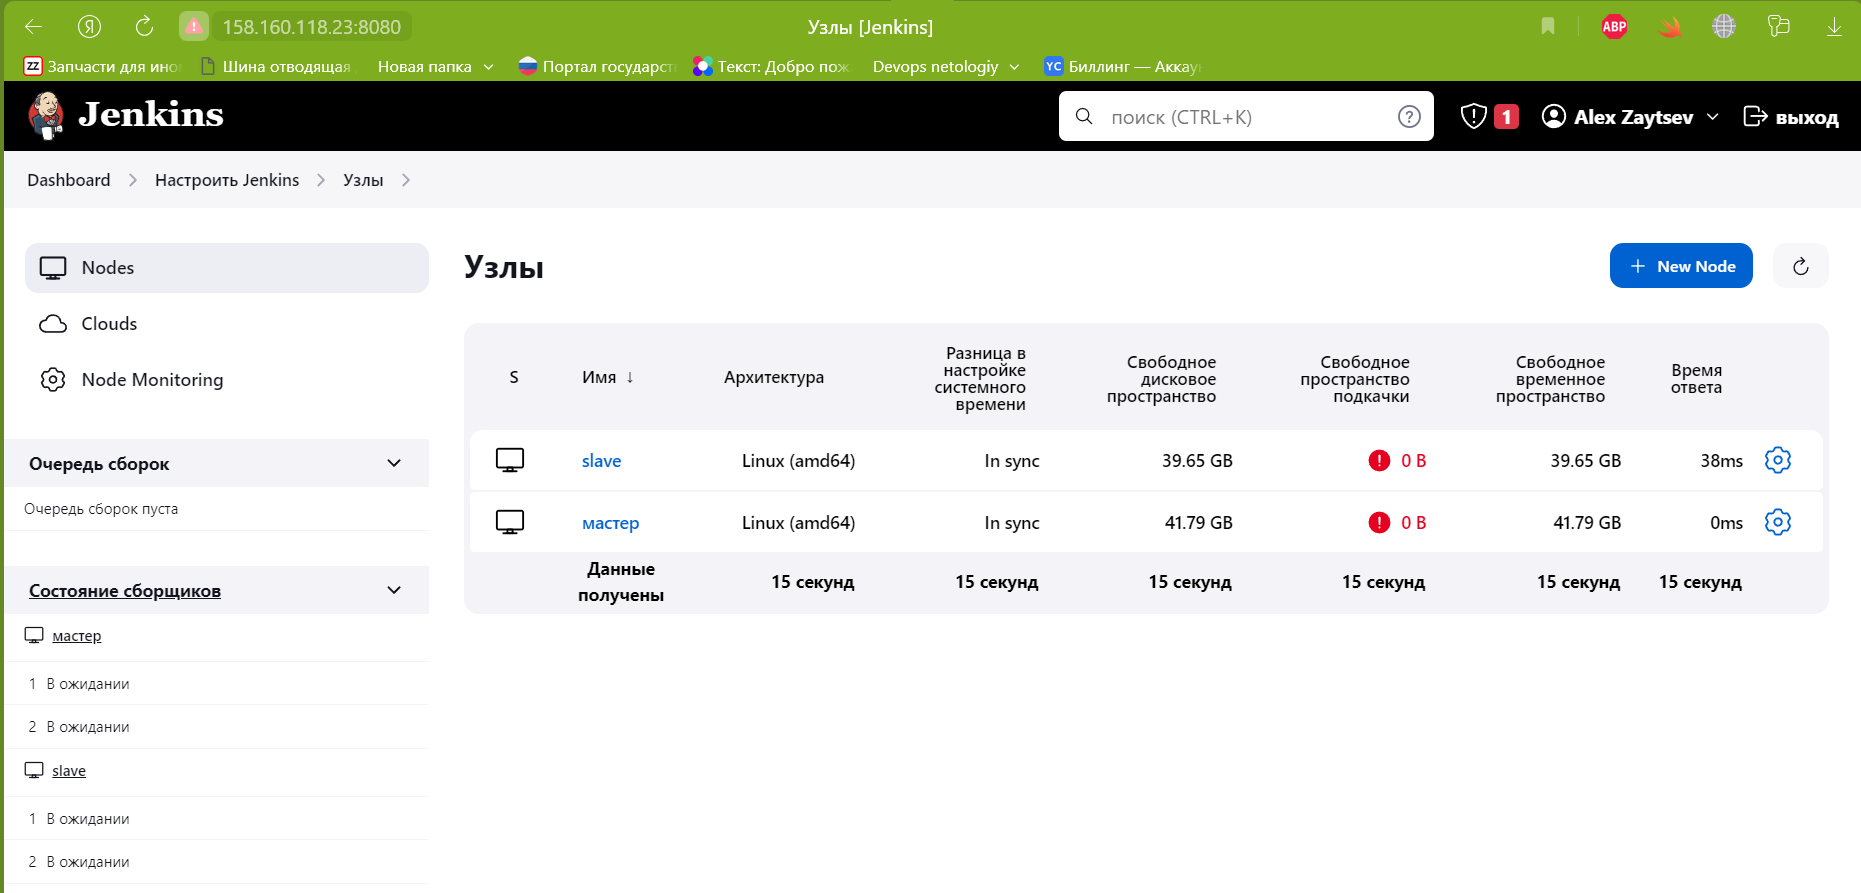 158.160.118.23:8080
Узлы [Jenkins]
ABP
ZZ Запчасти для ино
Шина отводящая
Новая папка
Портал государст
Текст: Добро пож
Devops netologiy
YC Биллинг — Аккау
Jenkins
поиск (CTRL+K)
1
Alex Zaytsev
выход
Dashboard
Настроить Jenkins
Узлы
Nodes
Clouds
Node Monitoring
Очередь сборок
Очередь сборок пуста
Состояние сборщиков
мастер
1 В ожидании
2 В ожидании
slave
1 В ожидании
2 В ожидании
Узлы
+ New Node
S
Имя ↓
Архитектура
Разница в
настройке
системного
времени
Свободное
дисковое
пространство
Свободное
пространство
подкачки
Свободное
временное
пространство
Время
ответа
slave Linux (amd64) In sync 39.65 GB 0 B 39.65 GB 38ms
мастер Linux (amd64) In sync 41.79 GB 0 B 41.79 GB 0ms
Данные
получены
15 секунд 15 секунд 15 секунд 15 секунд 15 секунд 15 секунд